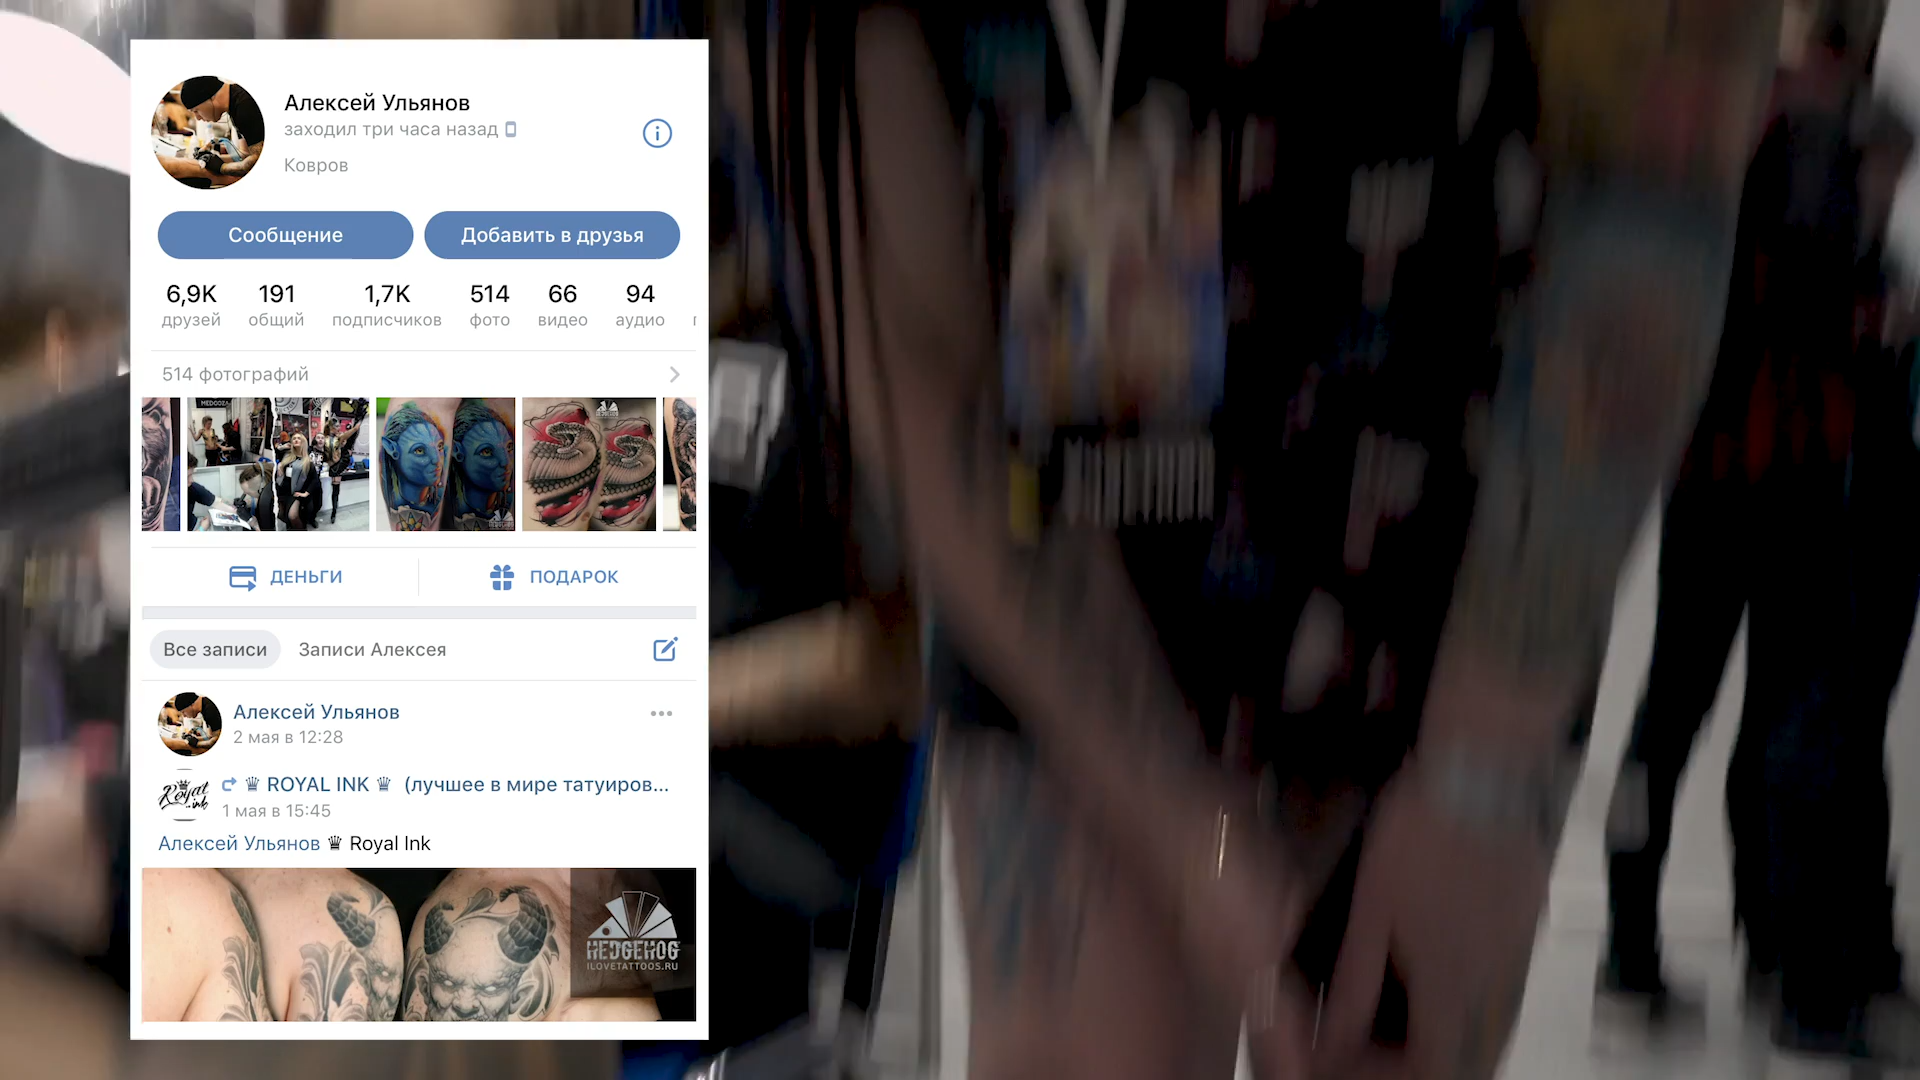 Алексей Ульянов
заходил три часа назад
Ковров
Сообщение
Добавить в друзья
6,9K 191 1,7K 514 66 94
друзей общий подписчиков фото видео аудио
514 фотографий
ДЕНЬГИ
ПОДАРОК
Все записи
Записи Алексея
Алексей Ульянов
2 мая в 12:28
♕ ROYAL INK ♕ (лучшее в мире татуиров...
1 мая в 15:45
Royal ink
Алексей Ульянов ♕ Royal Ink
HEDGEHOG
ILOVETATTOOS.RU